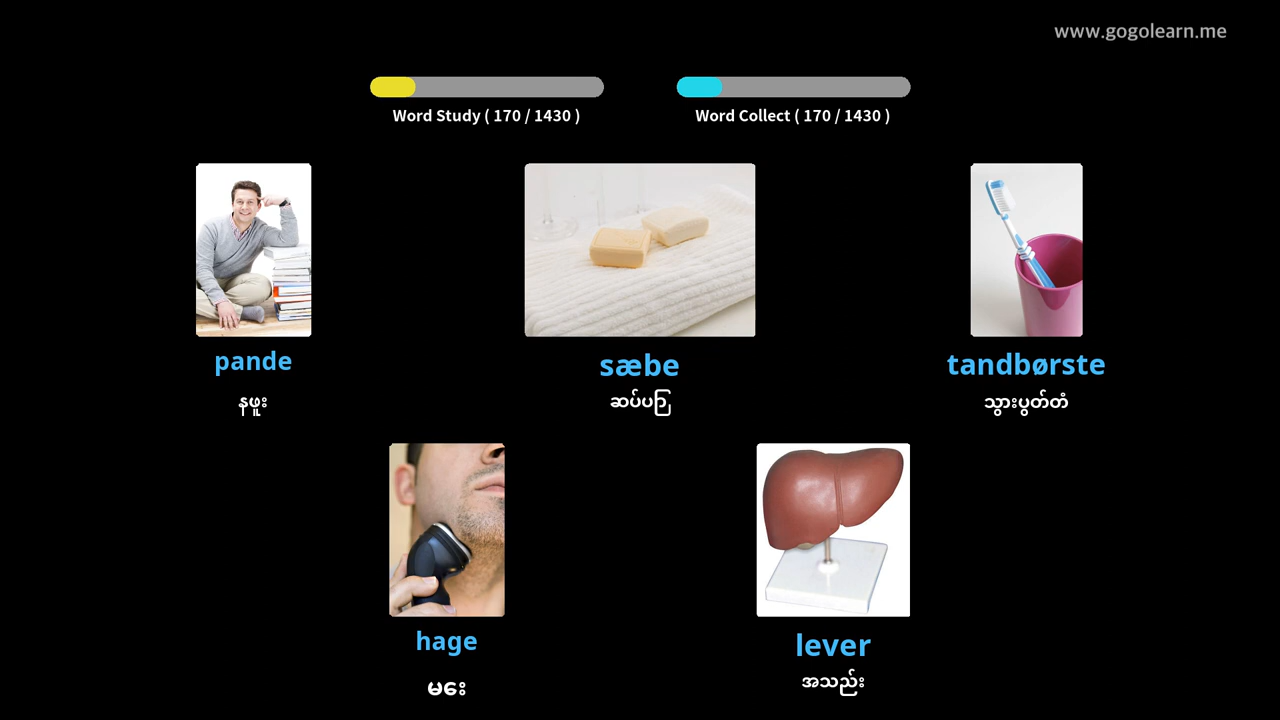 www.gogolearn.me
Word Study ( 170 / 1430 )
Word Collect ( 170 / 1430 )
pande
sæbe
tandbørste
နဖူး
ဆပ်ပြာ
သွားပွတ်တံ
hage
lever
မေး
အသည်း